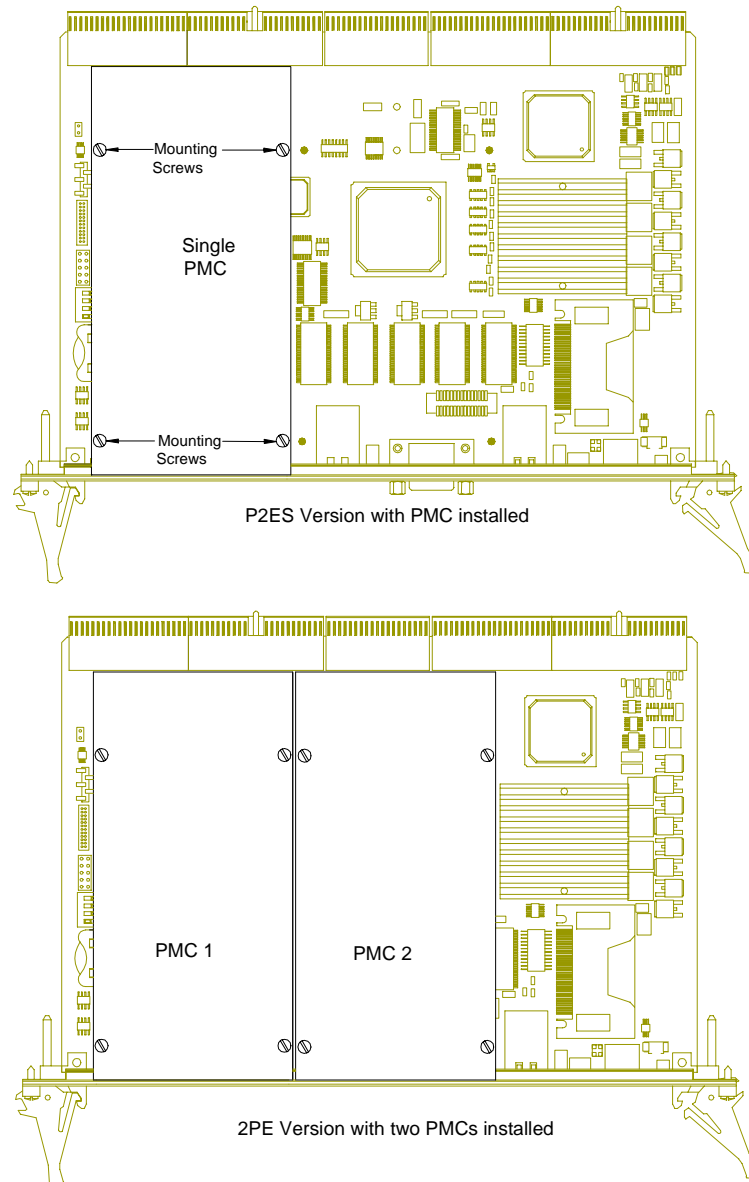 Mounting
Screws
Single
PMC
Mounting
Screws
P2ES Version with PMC installed
PMC 1
PMC 2
2PE Version with two PMCs installed